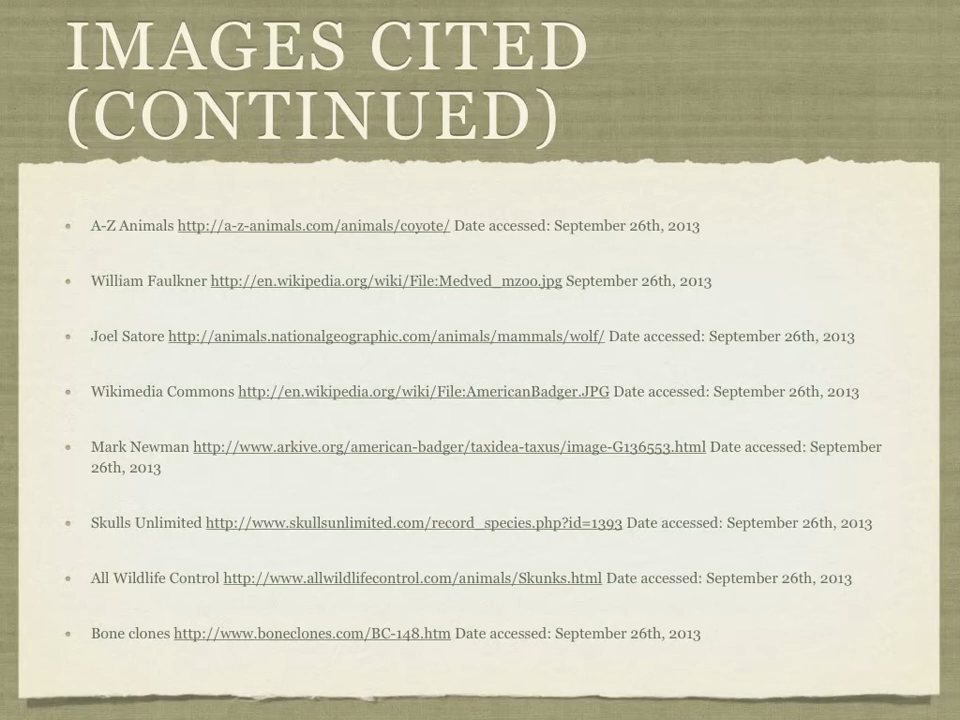 IMAGES CITED
(CONTINUED)
• A-Z Animals http://a-z-animals.com/animals/coyote/ Date accessed: September 26th, 2013
• William Faulkner http://en.wikipedia.org/wiki/File:Medved_mzoo.jpg September 26th, 2013
• Joel Satore http://animals.nationalgeographic.com/animals/mammals/wolf/ Date accessed: September 26th, 2013
• Wikimedia Commons http://en.wikipedia.org/wiki/File:AmericanBadger.JPG Date accessed: September 26th, 2013
• Mark Newman http://www.arkive.org/american-badger/taxidea-taxus/image-G136553.html Date accessed: September
26th, 2013
• Skulls Unlimited http://www.skullsunlimited.com/record_species.php?id=1393 Date accessed: September 26th, 2013
• All Wildlife Control http://www.allwildlifecontrol.com/animals/Skunks.html Date accessed: September 26th, 2013
• Bone clones http://www.boneclones.com/BC-148.htm Date accessed: September 26th, 2013